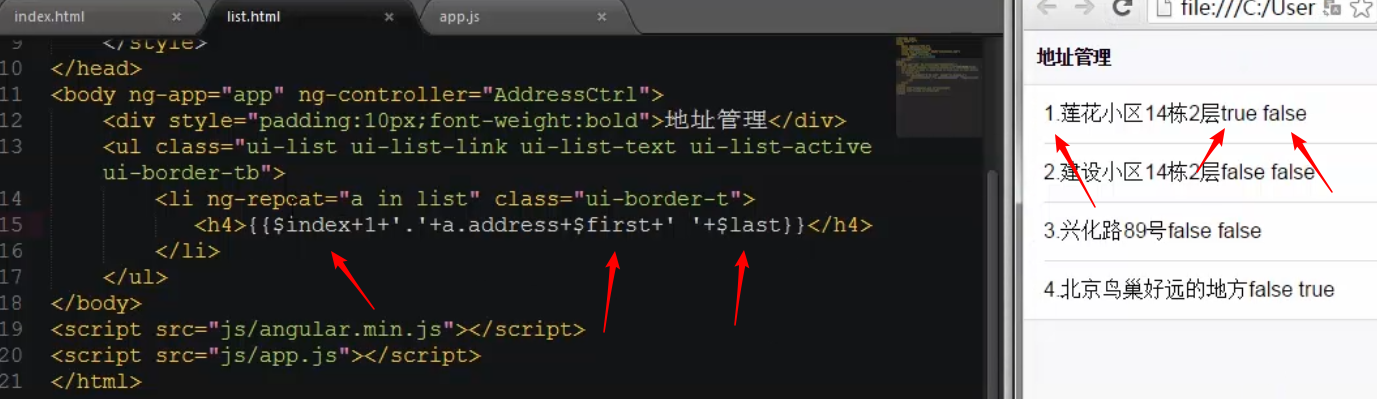 index.html × list.html × app.js ×
9 </style>
10 </head>
11 <body ng-app="app" ng-controller="AddressCtrl">
12 <div style="padding:10px;font-weight:bold">地址管理</div>
13 <ul class="ui-list ui-list-link ui-list-text ui-list-active
ui-border-tb">
14 <li ng-repeat="a in list" class="ui-border-t">
15 <h4>{{$index+1+'.'+a.address+$first+' '+$last}}</h4>
16 </li>
17 </ul>
18 </body>
19 <script src="js/angular.min.js"></script>
20 <script src="js/app.js"></script>
21 </html>
file:///C:/User
地址管理
1.莲花小区14栋2层true false
2.建设小区14栋2层false false
3.兴化路89号false false
4.北京鸟巢好远的地方false true